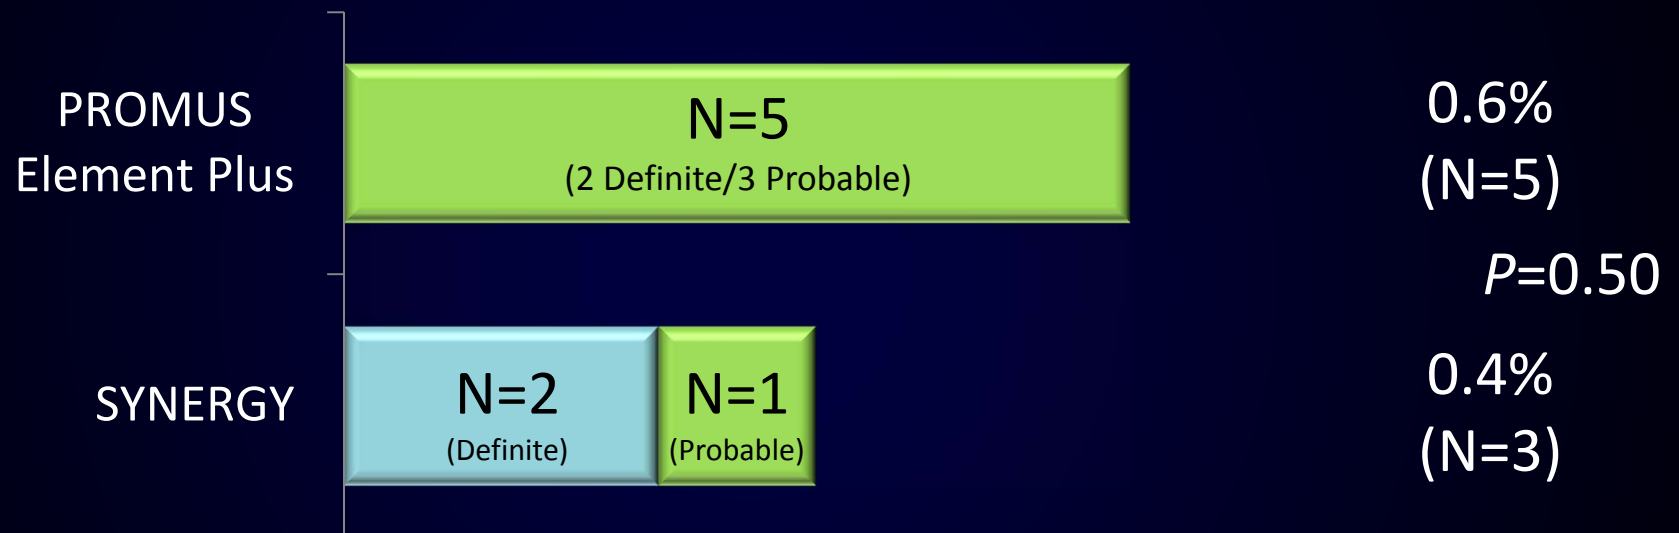 PROMUS
Element Plus
N=5
(2 Definite/3 Probable)
0.6%
(N=5)
P=0.50
SYNERGY
N=2
(Definite)
N=1
(Probable)
0.4%
(N=3)